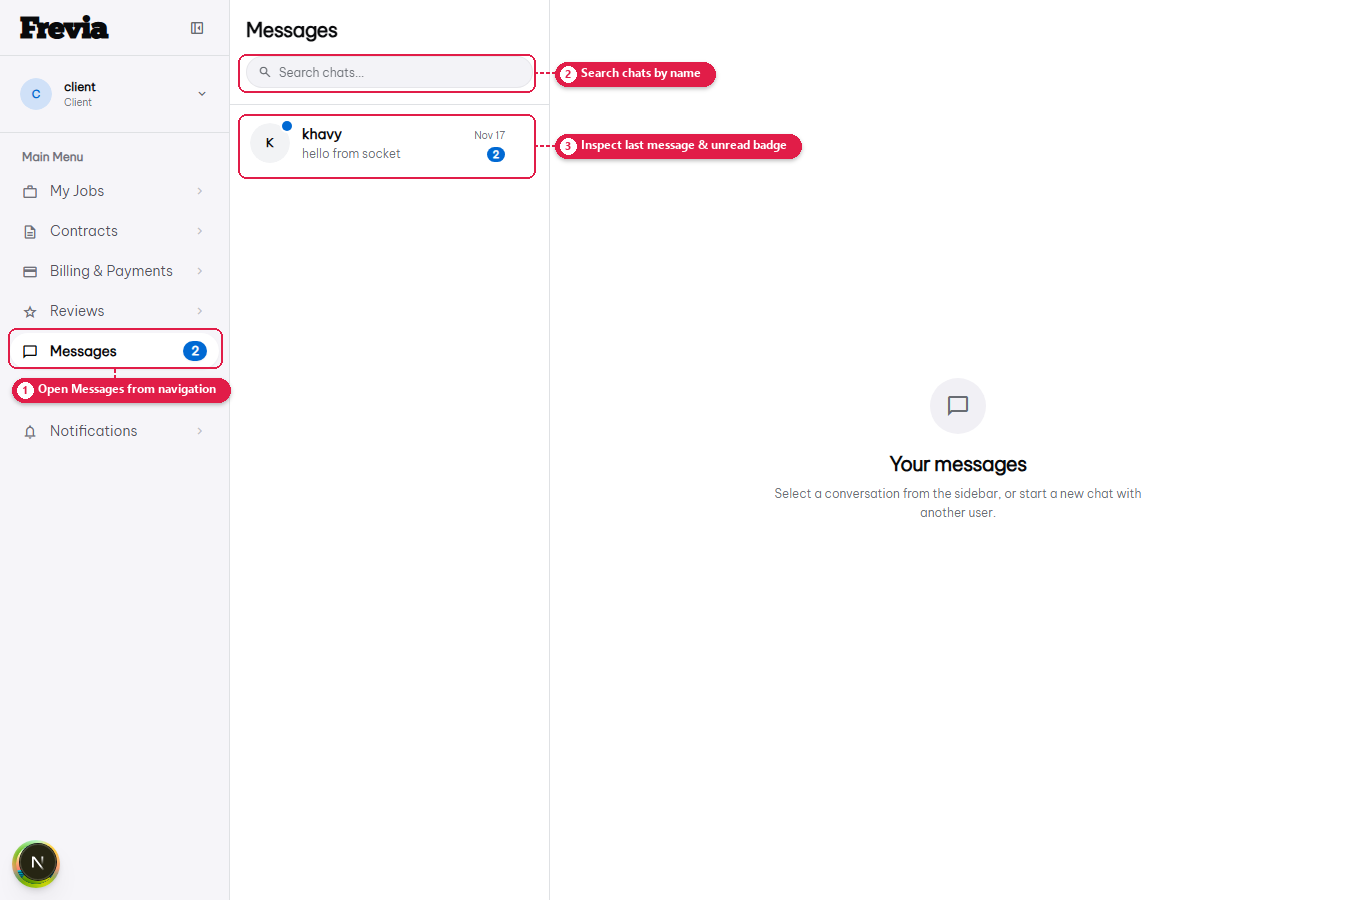 Frevia
C
client
Client
Main Menu
My Jobs
Contracts
Billing & Payments
Reviews
Messages
2
1 Open Messages from navigation
Notifications
N
Messages
Search chats...
2 Search chats by name
K
khavy
Nov 17
hello from socket
2
3 Inspect last message & unread badge
Your messages
Select a conversation from the sidebar, or start a new chat with
another user.